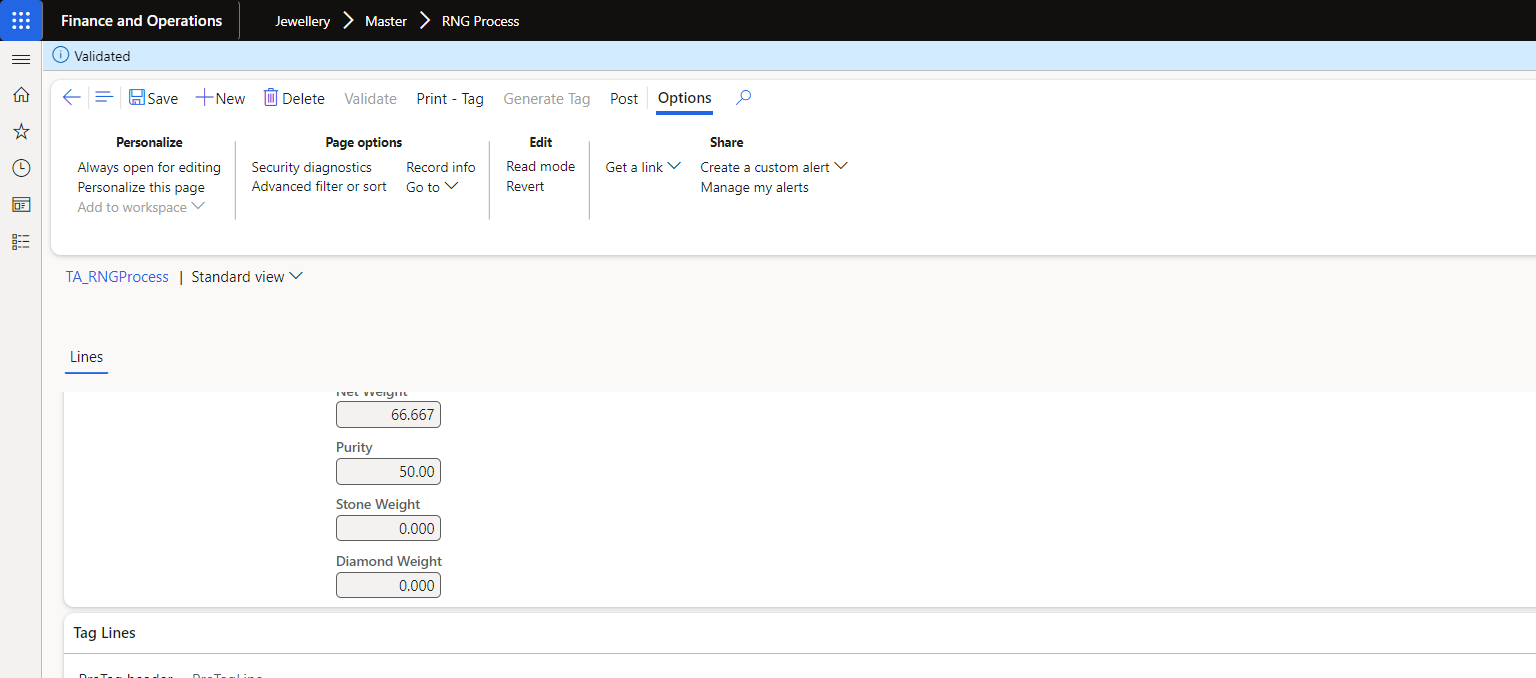 Finance and Operations Jewellery Master RNG Process
Validated
Save New Delete Validate Print - Tag Generate Tag Post Options
Personalize
Always open for editing
Personalize this page
Add to workspace
Page options
Security diagnostics Record info
Advanced filter or sort Go to
Edit
Read mode
Revert
Share
Get a link Create a custom alert
Manage my alerts
TA_RNGProcess | Standard view
Lines
Net Weight
66.667
Purity
50.00
Stone Weight
0.000
Diamond Weight
0.000
Tag Lines